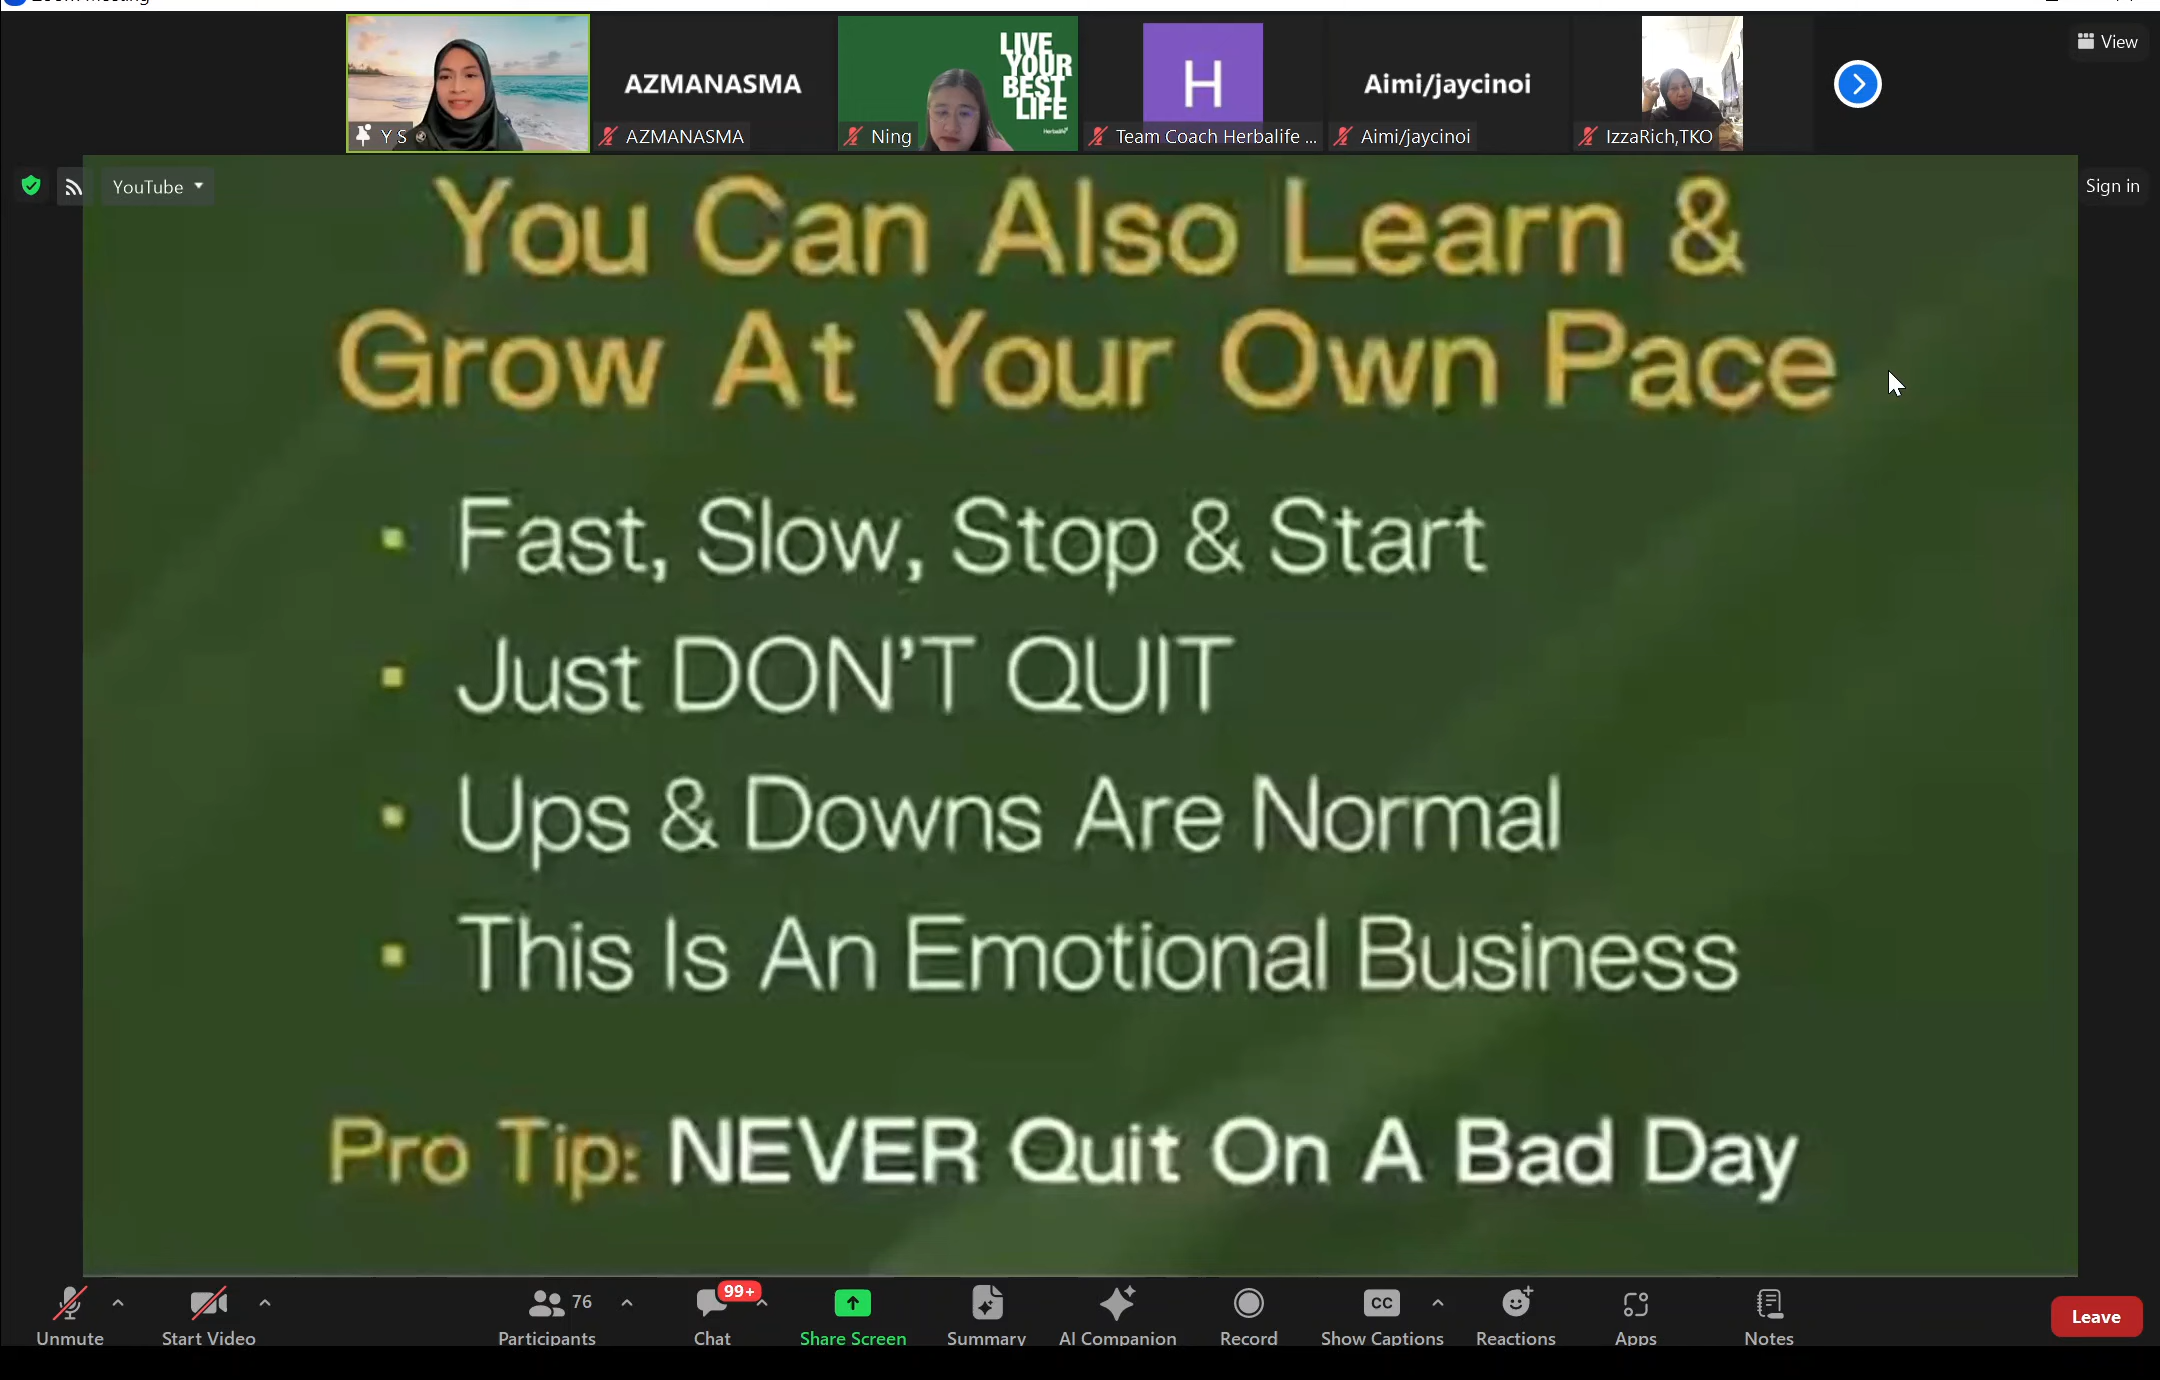 View
LIVE
YOUR
BEST
LIFE
AZMANASMA
H
Aimi/jaycinoi
Y S
AZMANASMA
Ning
Team Coach Herbalife ...
Aimi/jaycinoi
IzzaRich,TKO
YouTube
Sign in
You Can Also Learn &
Grow At Your Own Pace
Fast, Slow, Stop & Start
Just DON'T QUIT
Ups & Downs Are Normal
This Is An Emotional Business
Pro Tip: NEVER Quit On A Bad Day
76
99+
CC
Unmute
Start Video
Participants
Chat
Share Screen
Summary
AI Companion
Record
Show Captions
Reactions
Apps
Notes
Leave